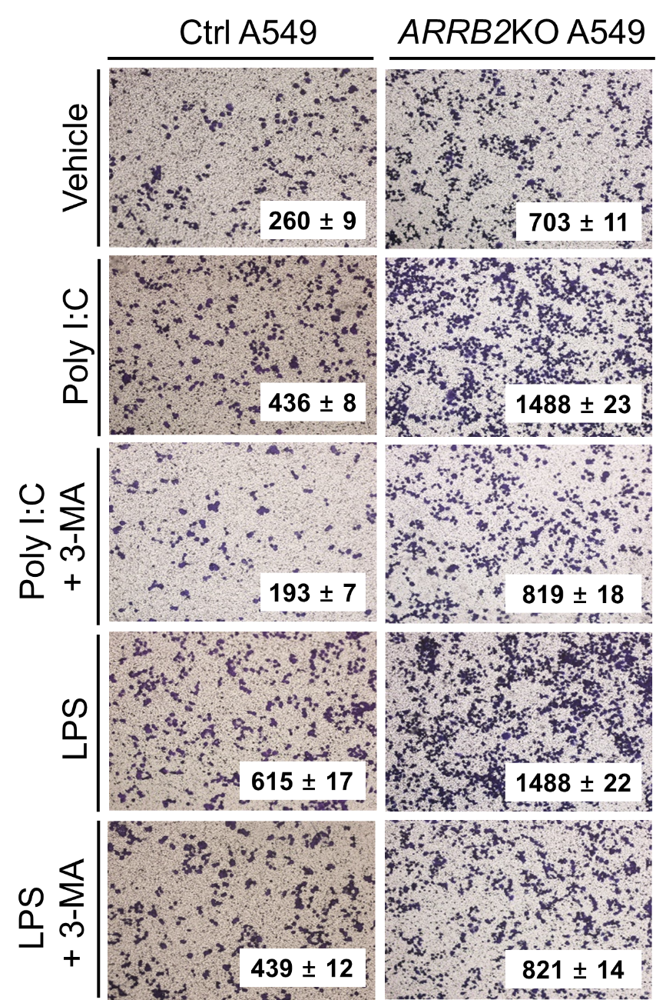 Ctrl A549
ARRB2KO A549
Vehicle
260 ± 9
703 ± 11
Poly I:C
436 ± 8
1488 ± 23
Poly I:C
+ 3-MA
193 ± 7
819 ± 18
LPS
615 ± 17
1488 ± 22
LPS
+ 3-MA
439 ± 12
821 ± 14